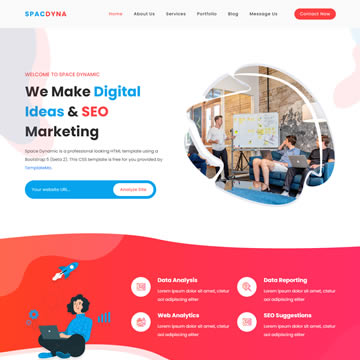 SPACDYNA
Home About Us Services Portfolio Blog Message Us Contact Now
WELCOME TO SPACE DYNAMIC
We Make Digital
Ideas & SEO
Marketing
Space Dynamic is a professional looking HTML template using a
Bootstrap 5 (beta 2). This CSS template is free for you provided by
TemplateMo.
Your website URL... Analyze Site
Data Analysis
Lorem ipsum dolor sit amet, ctetur
aoi adipiscing eliter
Data Reporting
Lorem ipsum dolor sit amet, ctetur
aoi adipiscing eliter
Web Analytics
Lorem ipsum dolor sit amet, ctetur
aoi adipiscing eliter
SEO Suggestions
Lorem ipsum dolor sit amet, ctetur
aoi adipiscing eliter